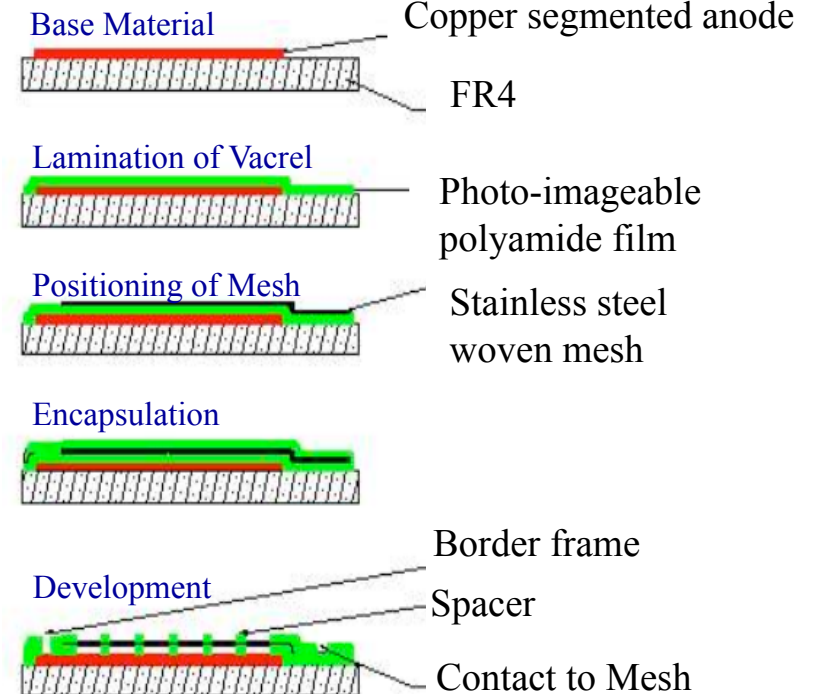 Base Material
Copper segmented anode
FR4
Lamination of Vacrel
Photo-imageable
polyamide film
Positioning of Mesh
Stainless steel
woven mesh
Encapsulation
Border frame
Development
Spacer
Contact to Mesh